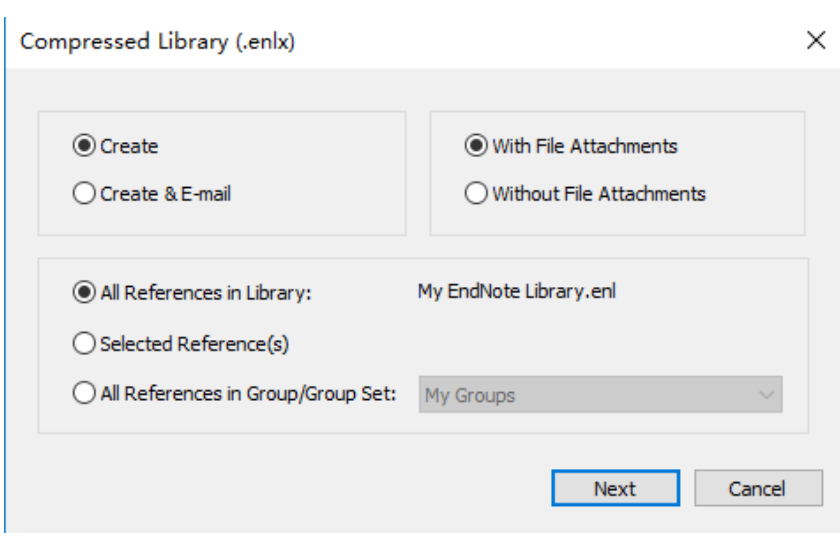 Compressed Library (.enlx)
Create
With File Attachments
Create & E-mail
Without File Attachments
All References in Library:
My EndNote Library.enl
Selected Reference(s)
All References in Group/Group Set:
My Groups
Next
Cancel